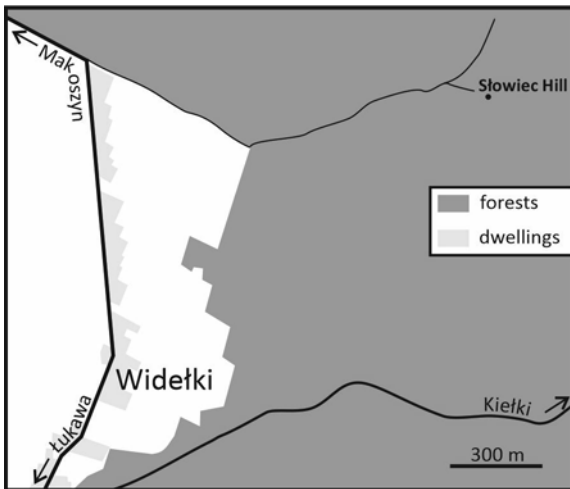 Makoszyn
Słowiec Hill
forests
dwellings
Widełki
Łukawa
Kiełki
300 m